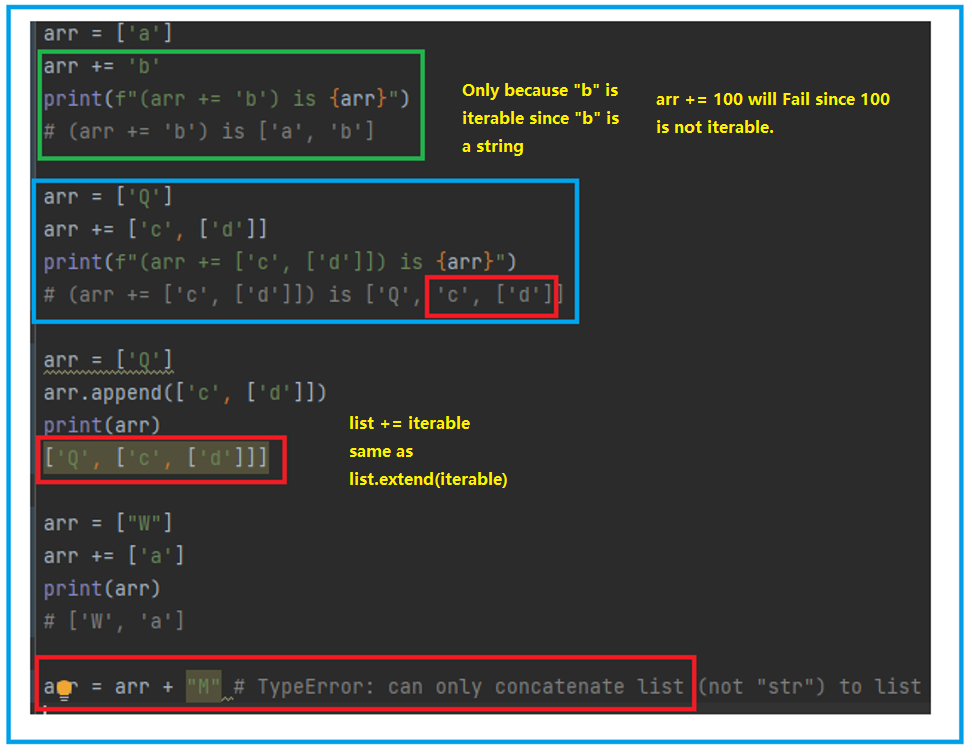 arr = ['a']
arr += 'b'
print(f"(arr += 'b') is {arr}")
# (arr += 'b') is ['a', 'b']
Only because "b" is
iterable since "b" is
a string
arr += 100 will Fail since 100
is not iterable.
arr = ['Q']
arr += ['c', ['d']]
print(f"(arr += ['c', ['d']]) is {arr}")
# (arr += ['c', ['d']]) is ['Q', 'c', ['d']]
arr = ['Q']
arr.append(['c', ['d']])
print(arr)
['Q', ['c', ['d']]]
list += iterable
same as
list.extend(iterable)
arr = ["W"]
arr += ['a']
print(arr)
# ['W', 'a']
arr = arr + "M" # TypeError: can only concatenate list (not "str") to list